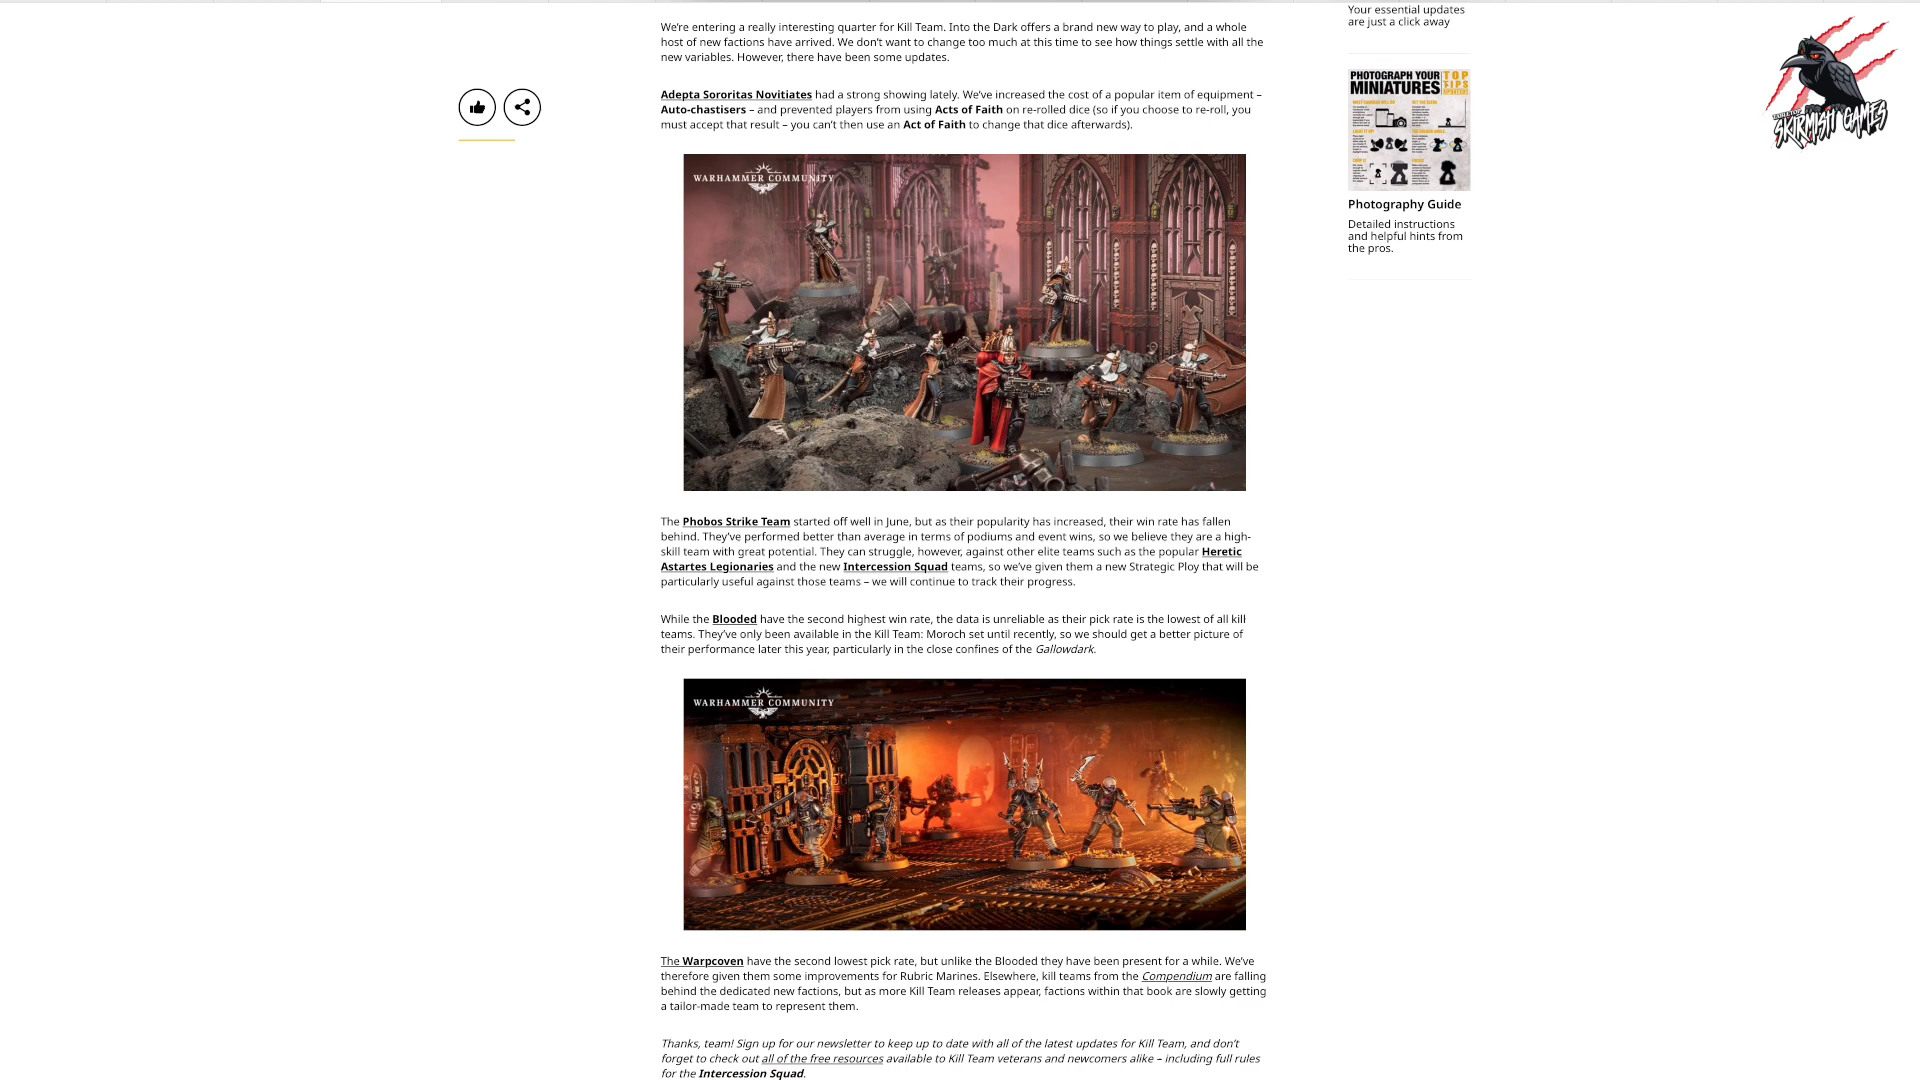 We're entering a really interesting quarter for Kill Team. Into the Dark offers a brand new way to play, and a whole
host of new factions have arrived. We don't want to change too much at this time to see how things settle with all the
new variables. However, there have been some updates.
Adepta Sororitas Novitiates had a strong showing lately. We've increased the cost of a popular item of equipment –
Auto-chastisers – and prevented players from using Acts of Faith on re-rolled dice (so if you choose to re-roll, you
must accept that result – you can't then use an Act of Faith to change that dice afterwards).
WARHAMMER COMMUNITY
The Phobos Strike Team started off well in June, but as their popularity has increased, their win rate has fallen
behind. They've performed better than average in terms of podiums and event wins, so we believe they are a high-
skill team with great potential. They can struggle, however, against other elite teams such as the popular Heretic
Astartes Legionaries and the new Intercession Squad teams, so we've given them a new Strategic Ploy that will be
particularly useful against those teams – we will continue to track their progress.
While the Blooded have the second highest win rate, the data is unreliable as their pick rate is the lowest of all kill
teams. They've only been available in the Kill Team: Moroch set until recently, so we should get a better picture of
their performance later this year, particularly in the close confines of the Gallowdark.
WARHAMMER COMMUNITY
The Warpcoven have the second lowest pick rate, but unlike the Blooded they have been present for a while. We've
therefore given them some improvements for Rubric Marines. Elsewhere, kill teams from the Compendium are falling
behind the dedicated new factions, but as more Kill Team releases appear, factions within that book are slowly getting
a tailor-made team to represent them.
Thanks, team! Sign up for our newsletter to keep up to date with all of the latest updates for Kill Team, and don't
forget to check out all of the free resources available to Kill Team veterans and newcomers alike – including full rules
for the Intercession Squad.
Your essential updates
are just a click away
PHOTOGRAPH YOUR
MINIATURES
TOP
TIPS
Photography Guide
Detailed instructions
and helpful hints from
the pros.
SKIRMISH GAMES